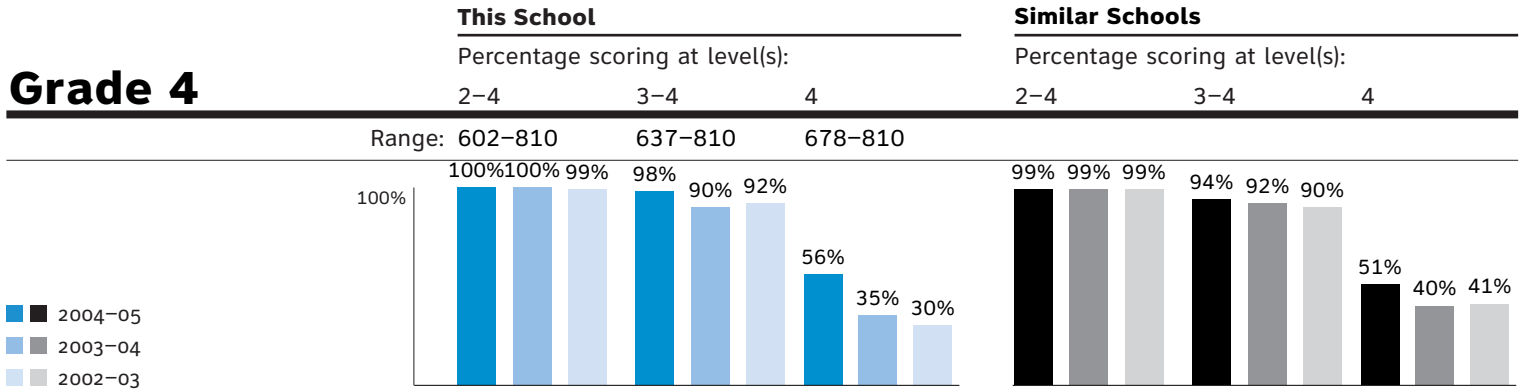 This School Similar Schools
Percentage scoring at level(s): Percentage scoring at level(s):
Grade 4 2–4 3–4 4 2–4 3–4 4
Range: 602–810 637–810 678–810
100% 100% 99% 98% 90% 92% 56% 35% 30% 99% 99% 99% 94% 92% 90% 51% 40% 41%
100%
2004–05
2003–04
2002–03